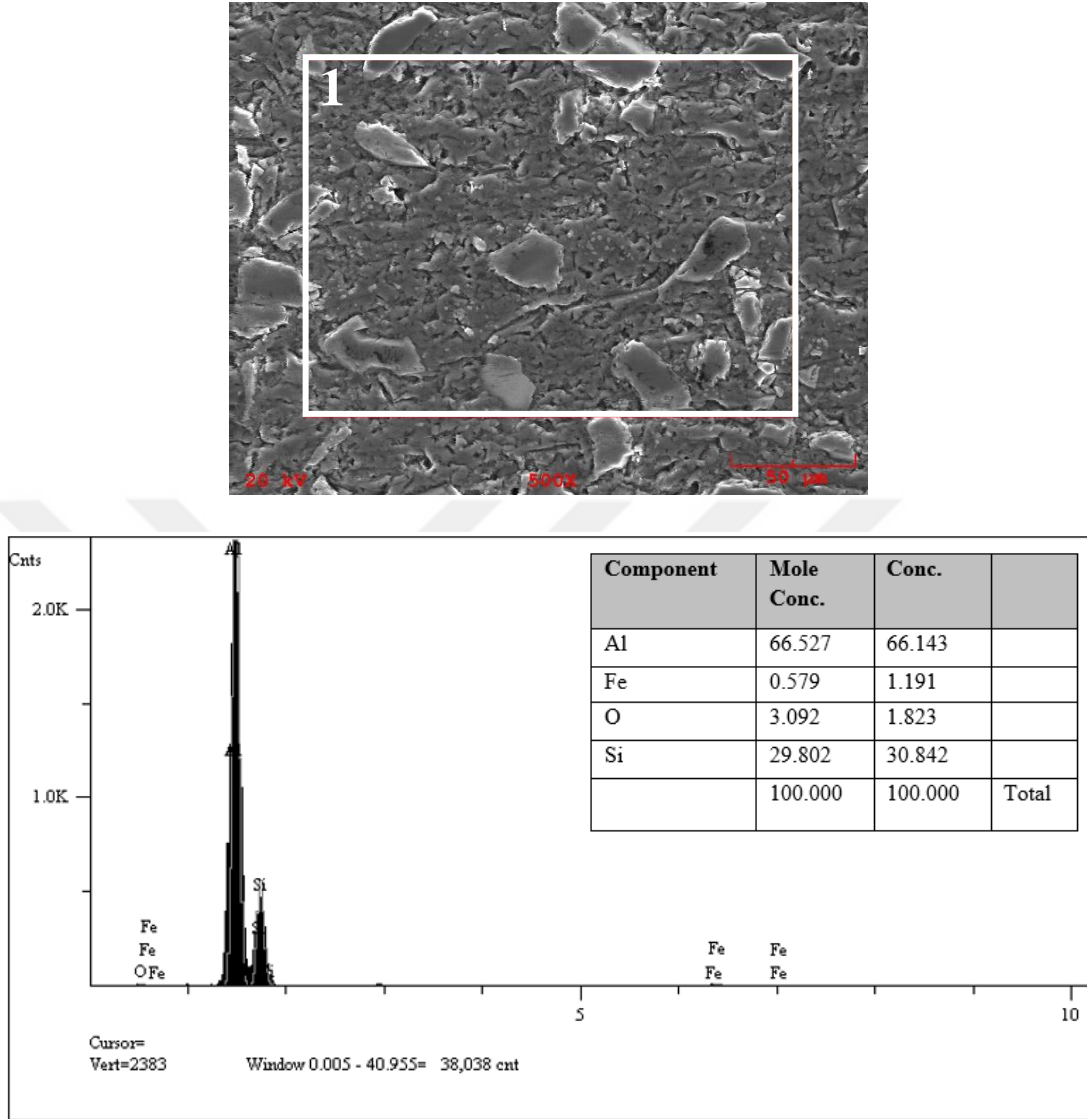 1
20 kV 500X 50 µm
Cnts
2.0K
1.0K
Al
Si
Fe
Fe
O Fe
Fe Fe
Fe Fe
5
10
Component Mole Conc. Conc.
Al 66.527 66.143
Fe 0.579 1.191
O 3.092 1.823
Si 29.802 30.842
100.000 100.000 Total
Cursor=
Vert=2383 Window 0.005 - 40.955= 38,038 cnt